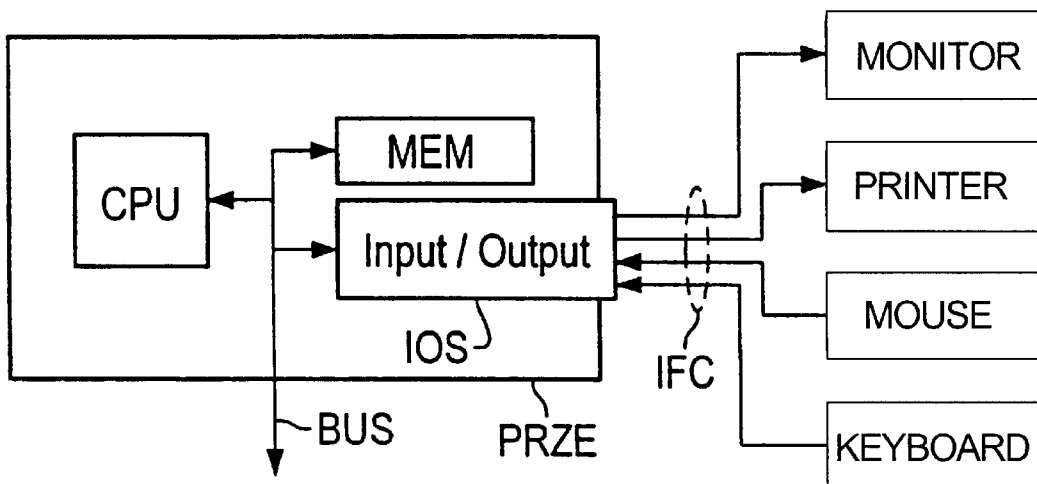 MONITOR
MEM
CPU
PRINTER
Input / Output
MOUSE
IOS
IFC
BUS
PRZE
KEYBOARD